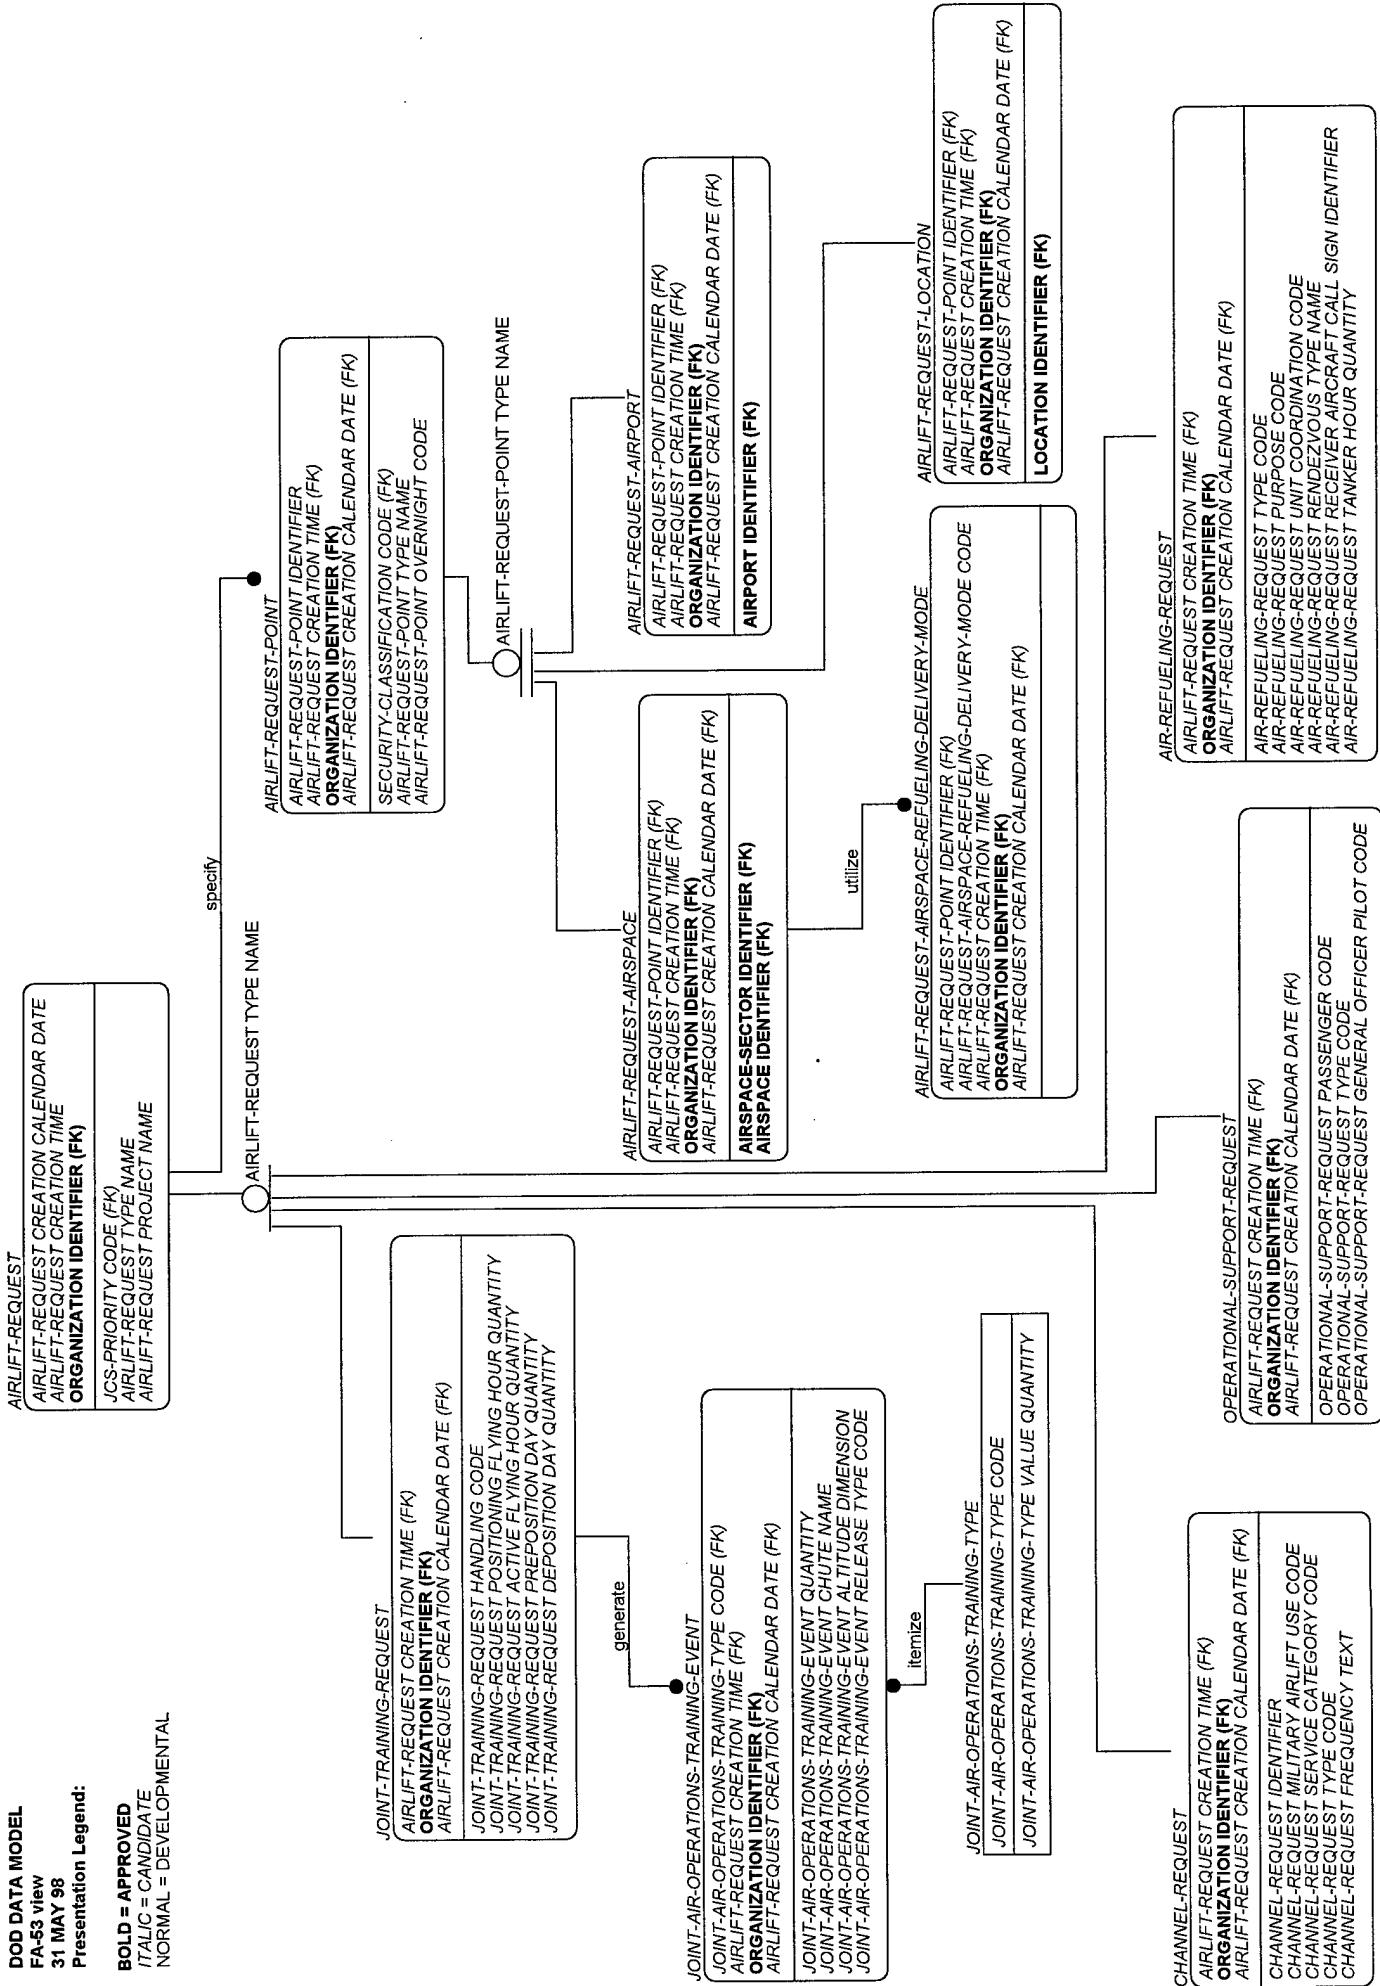 DOD DATA MODEL
FA-53 view
31 MAY 98
Presentation Legend:
BOLD = APPROVED
ITALIC = CANDIDATE
NORMAL = DEVELOPMENTAL
AIRLIFT-REQUEST
AIRLIFT-REQUEST CREATION CALENDAR DATE
AIRLIFT-REQUEST CREATION TIME
ORGANIZATION IDENTIFIER (FK)
JCS-PRIORITY CODE (FK)
AIRLIFT-REQUEST TYPE NAME
AIRLIFT-REQUEST PROJECT NAME
specify
AIRLIFT-REQUEST TYPE NAME
AIRLIFT-REQUEST-POINT
AIRLIFT-REQUEST-POINT IDENTIFIER
AIRLIFT-REQUEST CREATION TIME (FK)
ORGANIZATION IDENTIFIER (FK)
AIRLIFT-REQUEST CREATION CALENDAR DATE (FK)
SECURITY-CLASSIFICATION CODE (FK)
AIRLIFT-REQUEST-POINT TYPE NAME
AIRLIFT-REQUEST-POINT OVERNIGHT CODE
AIRLIFT-REQUEST-POINT TYPE NAME
JOINT-TRAINING-REQUEST
AIRLIFT-REQUEST CREATION TIME (FK)
ORGANIZATION IDENTIFIER (FK)
AIRLIFT-REQUEST CREATION CALENDAR DATE (FK)
JOINT-TRAINING-REQUEST HANDLING CODE
JOINT-TRAINING-REQUEST POSITIONING FLYING HOUR QUANTITY
JOINT-TRAINING-REQUEST ACTIVE FLYING HOUR QUANTITY
JOINT-TRAINING-REQUEST PREPOSITION DAY QUANTITY
JOINT-TRAINING-REQUEST DEPOSITION DAY QUANTITY
generate
AIRLIFT-REQUEST-AIRSPACE
AIRLIFT-REQUEST-POINT IDENTIFIER (FK)
AIRLIFT-REQUEST CREATION TIME (FK)
ORGANIZATION IDENTIFIER (FK)
AIRLIFT-REQUEST CREATION CALENDAR DATE (FK)
AIRSPACE-SECTOR IDENTIFIER (FK)
AIRSPACE IDENTIFIER (FK)
utilize
AIRLIFT-REQUEST-AIRPORT
AIRLIFT-REQUEST-POINT IDENTIFIER (FK)
AIRLIFT-REQUEST CREATION TIME (FK)
ORGANIZATION IDENTIFIER (FK)
AIRLIFT-REQUEST CREATION CALENDAR DATE (FK)
AIRPORT IDENTIFIER (FK)
JOINT-AIR-OPERATIONS-TRAINING-EVENT
JOINT-AIR-OPERATIONS-TRAINING-TYPE CODE (FK)
AIRLIFT-REQUEST CREATION TIME (FK)
ORGANIZATION IDENTIFIER (FK)
AIRLIFT-REQUEST CREATION CALENDAR DATE (FK)
JOINT-AIR-OPERATIONS-TRAINING-EVENT QUANTITY
JOINT-AIR-OPERATIONS-TRAINING-EVENT CHUTE NAME
JOINT-AIR-OPERATIONS-TRAINING-EVENT ALTITUDE DIMENSION
JOINT-AIR-OPERATIONS-TRAINING-EVENT RELEASE TYPE CODE
itemize
AIRLIFT-REQUEST-AIRSPACE-REFUELING-DELIVERY-MODE
AIRLIFT-REQUEST-POINT IDENTIFIER (FK)
AIRLIFT-REQUEST-AIRSPACE-REFUELING-DELIVERY-MODE CODE
AIRLIFT-REQUEST CREATION TIME (FK)
ORGANIZATION IDENTIFIER (FK)
AIRLIFT-REQUEST CREATION CALENDAR DATE (FK)
AIRLIFT-REQUEST-LOCATION
AIRLIFT-REQUEST-POINT IDENTIFIER (FK)
AIRLIFT-REQUEST CREATION TIME (FK)
ORGANIZATION IDENTIFIER (FK)
AIRLIFT-REQUEST CREATION CALENDAR DATE (FK)
LOCATION IDENTIFIER (FK)
JOINT-AIR-OPERATIONS-TRAINING-TYPE
JOINT-AIR-OPERATIONS-TRAINING-TYPE CODE
JOINT-AIR-OPERATIONS-TRAINING-TYPE VALUE QUANTITY
CHANNEL-REQUEST
AIRLIFT-REQUEST CREATION TIME (FK)
ORGANIZATION IDENTIFIER (FK)
AIRLIFT-REQUEST CREATION CALENDAR DATE (FK)
CHANNEL-REQUEST IDENTIFIER
CHANNEL-REQUEST MILITARY AIRLIFT USE CODE
CHANNEL-REQUEST SERVICE CATEGORY CODE
CHANNEL-REQUEST TYPE CODE
CHANNEL-REQUEST FREQUENCY TEXT
OPERATIONAL-SUPPORT-REQUEST
AIRLIFT-REQUEST CREATION TIME (FK)
ORGANIZATION IDENTIFIER (FK)
AIRLIFT-REQUEST CREATION CALENDAR DATE (FK)
OPERATIONAL-SUPPORT-REQUEST PASSENGER CODE
OPERATIONAL-SUPPORT-REQUEST TYPE CODE
OPERATIONAL-SUPPORT-REQUEST GENERAL OFFICER PILOT CODE
AIR-REFUELING-REQUEST
AIRLIFT-REQUEST CREATION TIME (FK)
ORGANIZATION IDENTIFIER (FK)
AIRLIFT-REQUEST CREATION CALENDAR DATE (FK)
AIR-REFUELING-REQUEST TYPE CODE
AIR-REFUELING-REQUEST PURPOSE CODE
AIR-REFUELING-REQUEST UNIT COORDINATION CODE
AIR-REFUELING-REQUEST RENDEZVOUS TYPE NAME
AIR-REFUELING-REQUEST RECEIVER AIRCRAFT CALL SIGN IDENTIFIER
AIR-REFUELING-REQUEST TANKER HOUR QUANTITY